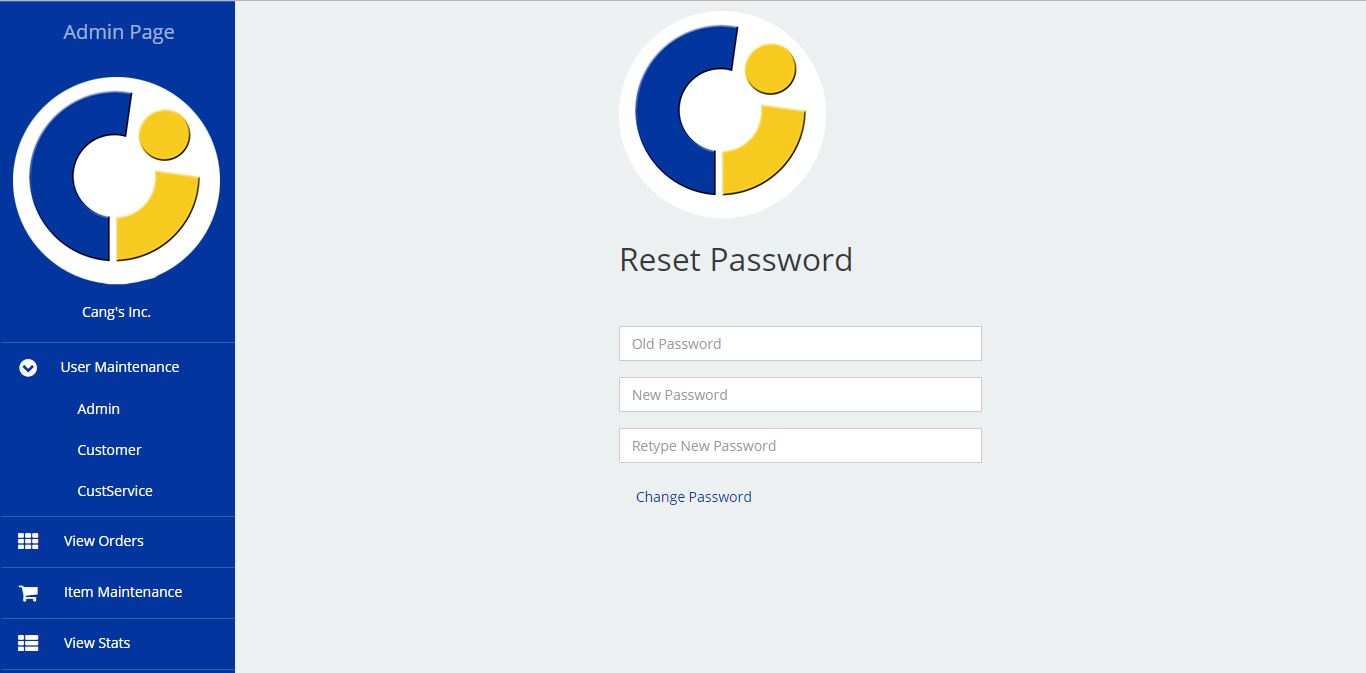 Admin Page
Cang's Inc.
User Maintenance
Admin
Customer
CustService
View Orders
Item Maintenance
View Stats
Reset Password
Old Password
New Password
Retype New Password
Change Password